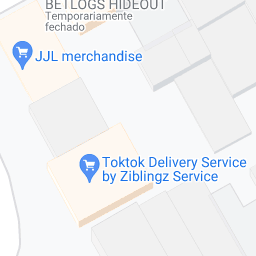 BETLOGS HIDEOUT
Temporariamente
fechado
JJL merchandise
Toktok Delivery Service
by Ziblingz Service